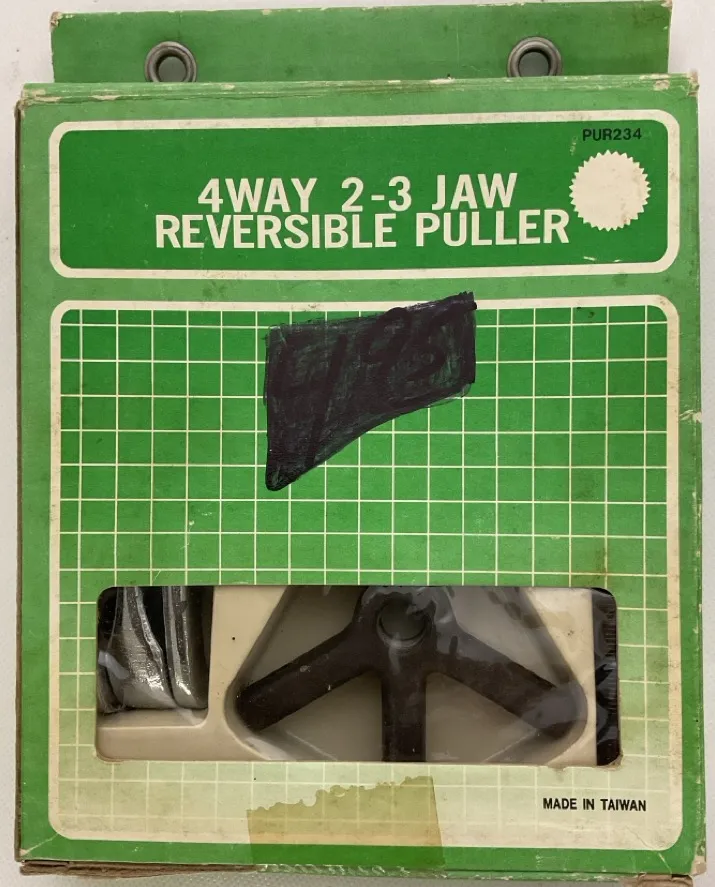 PUR234
4WAY 2-3 JAW
REVERSIBLE PULLER
MADE IN TAIWAN